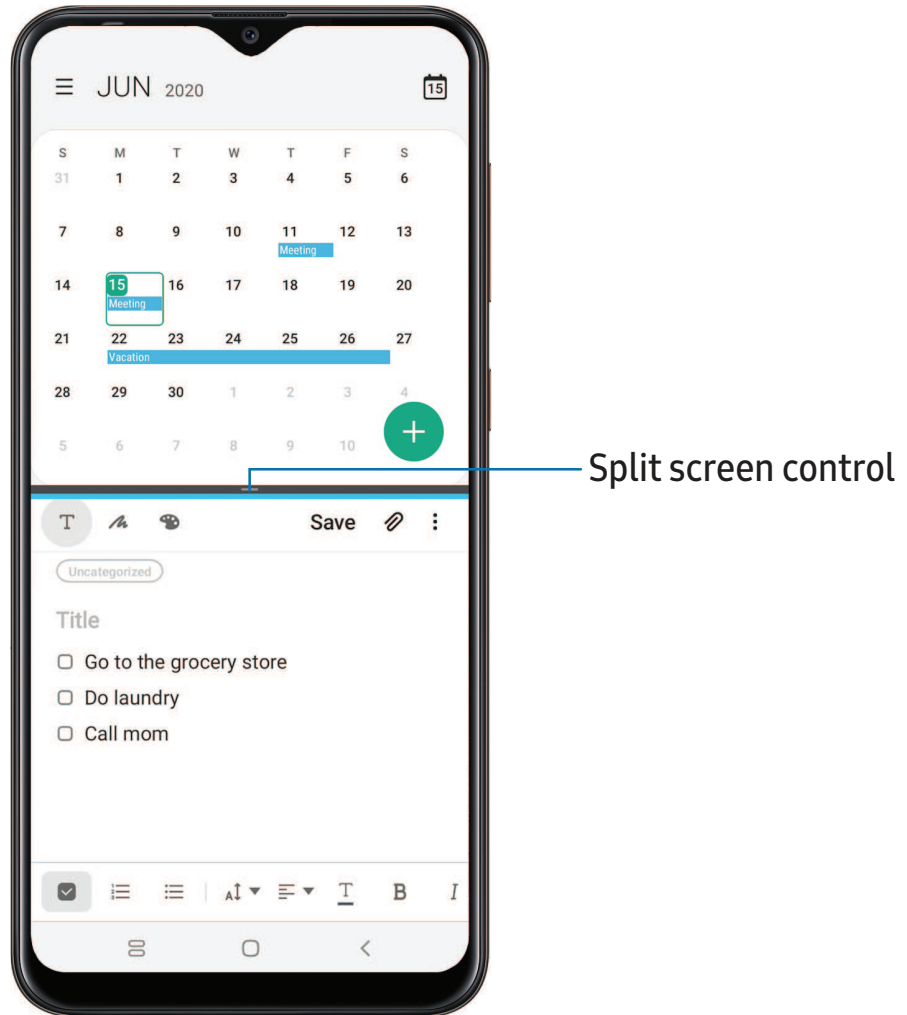 JUN 2020 15
S M T W T F S
31 1 2 3 4 5 6
7 8 9 10 11 12 13
Meeting
14 15 16 17 18 19 20
Meeting
21 22 23 24 25 26 27
Vacation
28 29 30 1 2 3 4
5 6 7 8 9 10
Split screen control
T Save
Uncategorized
Title
Go to the grocery store
Do laundry
Call mom
A T B I